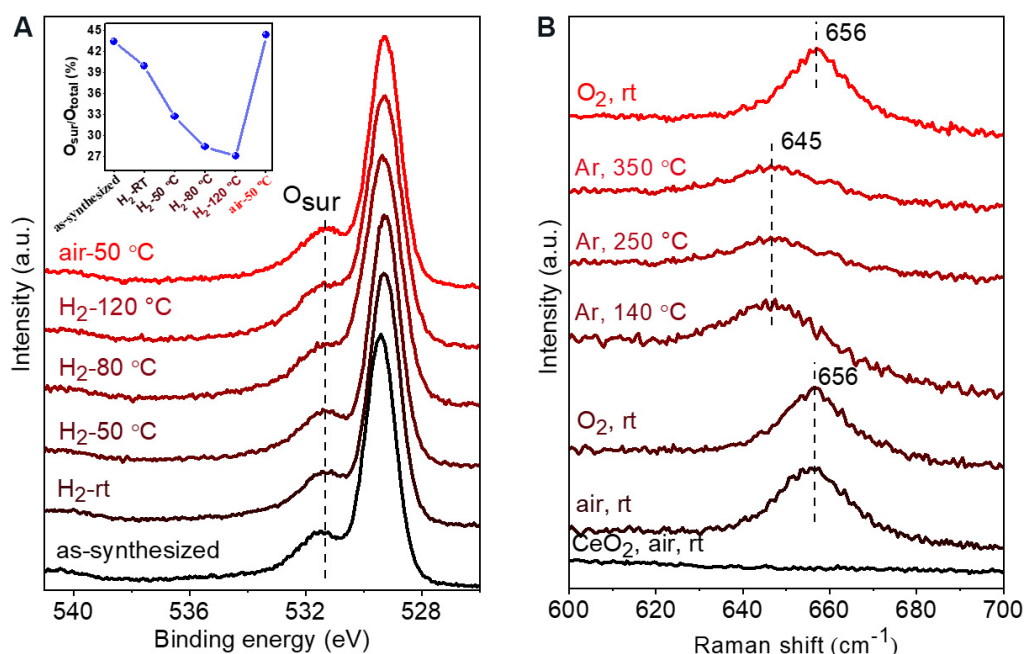 A
O_sur/O_total (%)
45
42
39
36
33
30
27
as-synthesized
H₂-RT
H₂-50 °C
H₂-80 °C
H₂-120 °C
air-50 °C
O_sur
air-50 °C
H₂-120 °C
H₂-80 °C
H₂-50 °C
H₂-rt
as-synthesized
Intensity (a.u.)
540 536 532 528
Binding energy (eV)
B
656
O₂, rt
645
Ar, 350 °C
Ar, 250 °C
Ar, 140 °C
656
O₂, rt
air, rt
CeO₂, air, rt
Intensity (a.u.)
600 620 640 660 680 700
Raman shift (cm⁻¹)